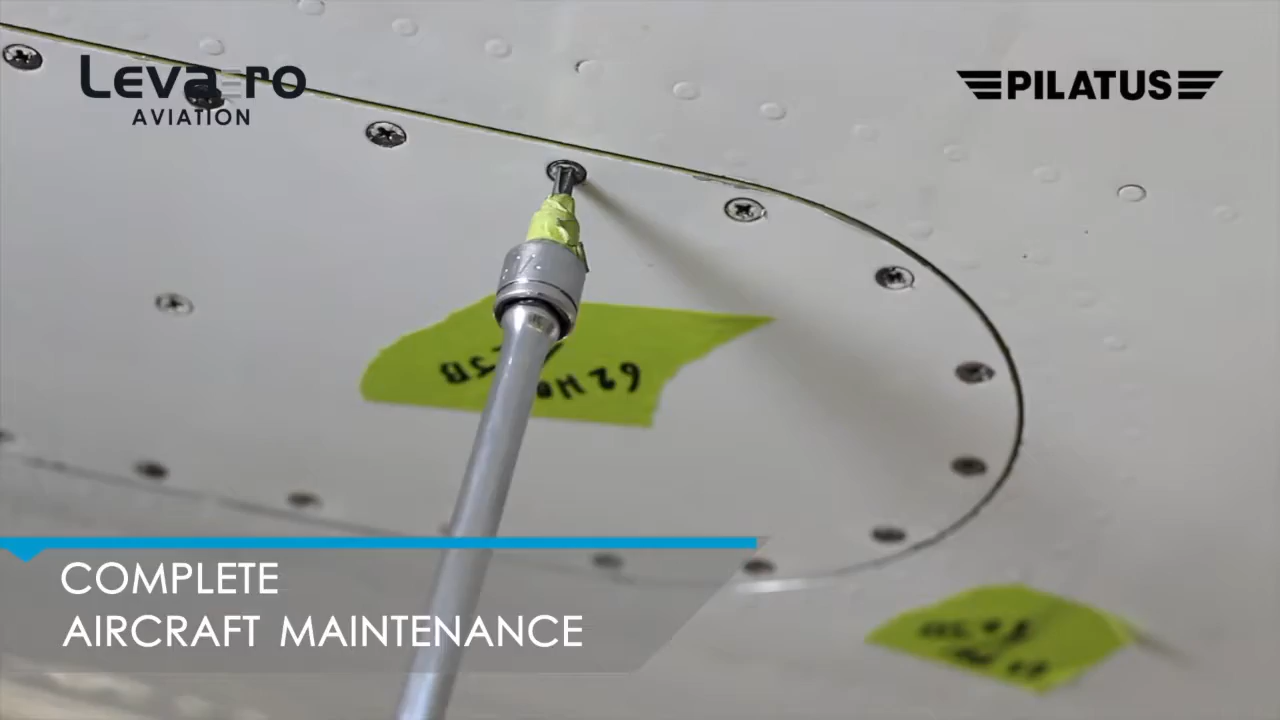 Levaero
AVIATION
PILATUS
COMPLETE
AIRCRAFT MAINTENANCE